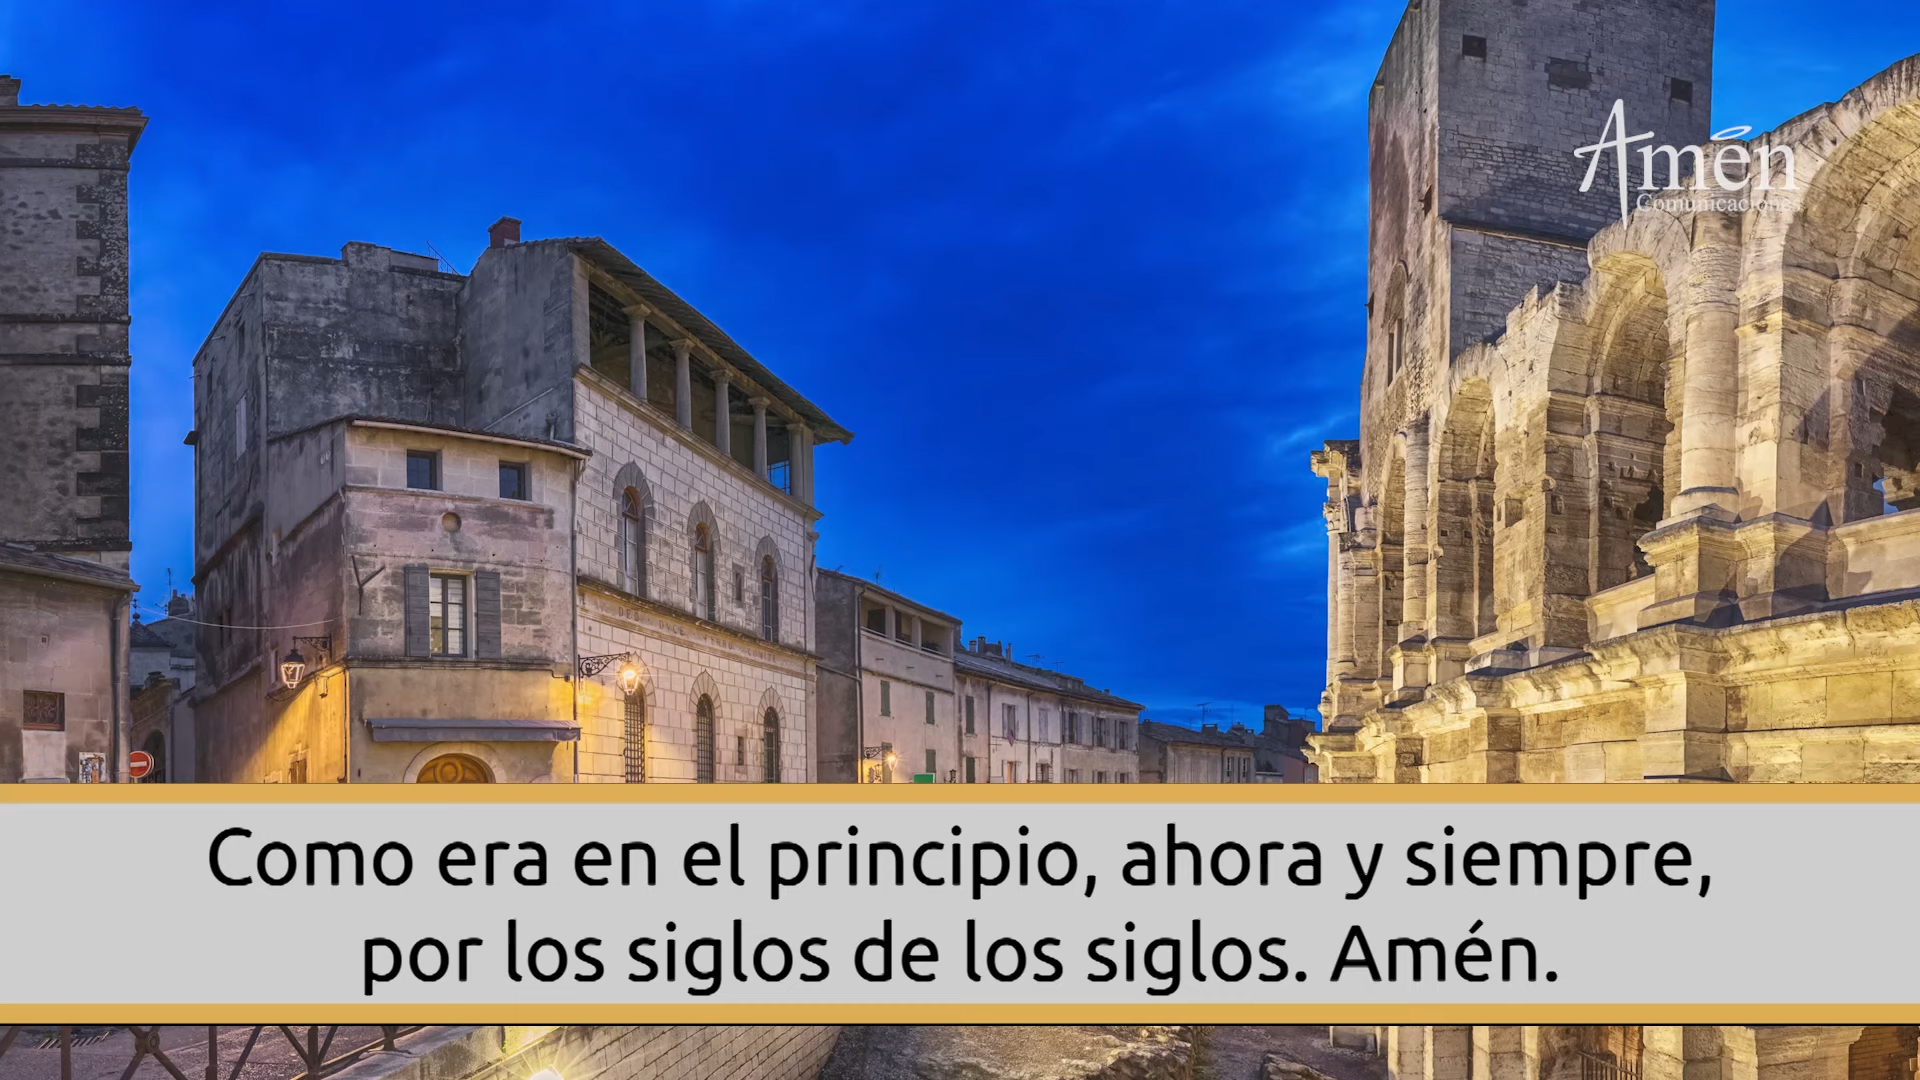 Amén
Comunicaciones
Como era en el principio, ahora y siempre,
por los siglos de los siglos. Amén.